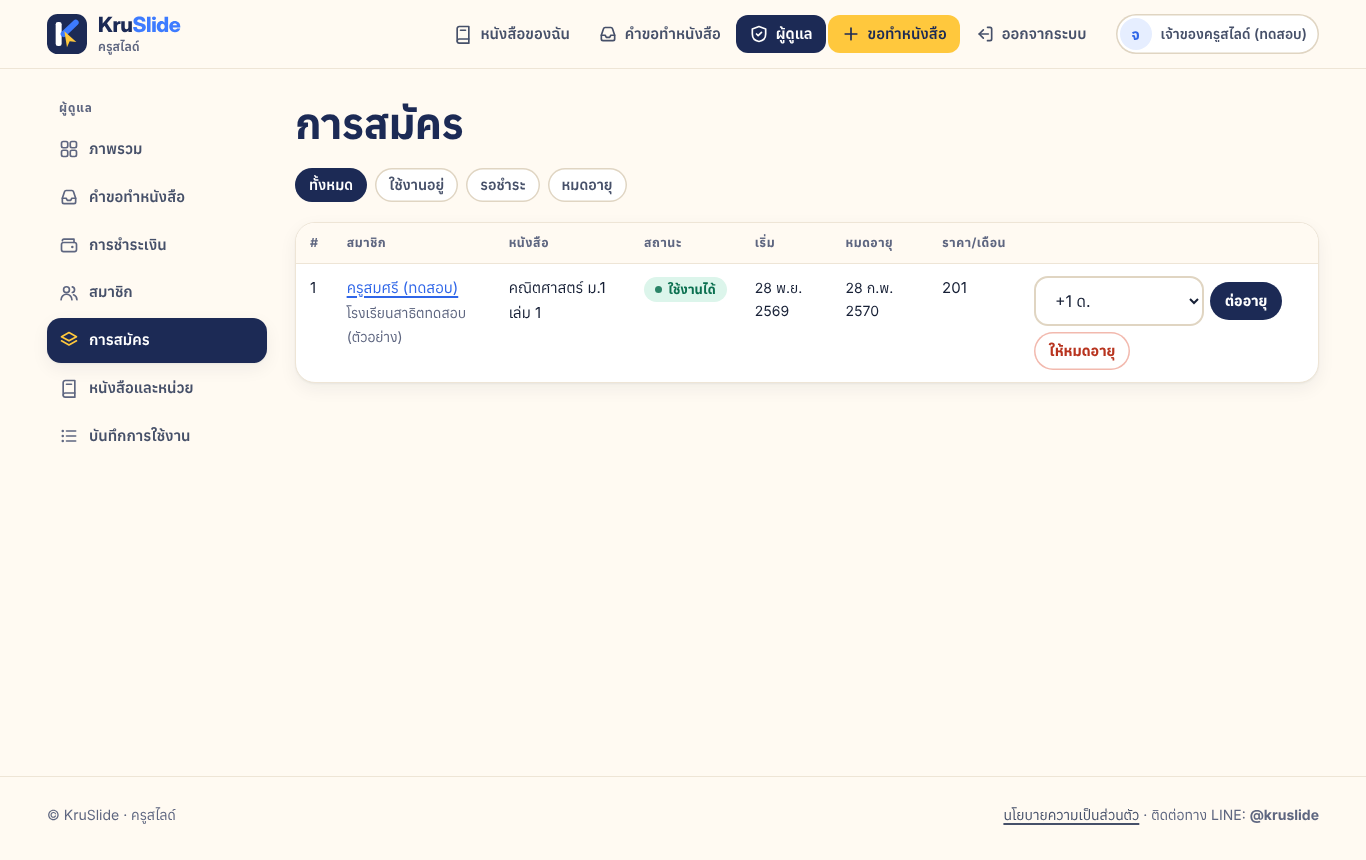 KruSlide
ครูสไลด์
หนังสือของฉัน
คำขอทำหนังสือ
ผู้ดูแล
ขอทำหนังสือ
ออกจากระบบ
จ
เจ้าของครูสไลด์ (ทดสอบ)
ผู้ดูแล
ภาพรวม
คำขอทำหนังสือ
การชำระเงิน
สมาชิก
การสมัคร
หนังสือและหน่วย
บันทึกการใช้งาน
การสมัคร
ทั้งหมด
ใช้งานอยู่
รอชำระ
หมดอายุ
# สมาชิก หนังสือ สถานะ เริ่ม หมดอายุ ราคา/เดือน
1
ครูสมศรี (ทดสอบ)
โรงเรียนสาธิตทดสอบ
(ตัวอย่าง)
คณิตศาสตร์ ม.1
เล่ม 1
ใช้งานได้
28 พ.ย.
2569
28 ก.พ.
2570
201
+1 ด.
ต่ออายุ
ให้หมดอายุ
© KruSlide · ครูสไลด์
นโยบายความเป็นส่วนตัว · ติดต่อทาง LINE: @kruslide